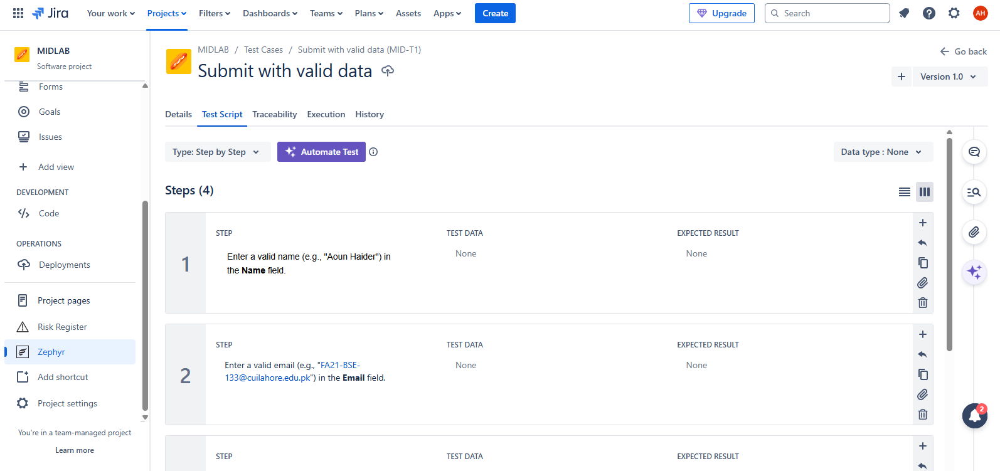 Jira
Your work
Projects
Filters
Dashboards
Teams
Plans
Assets
Apps
Create
Upgrade
Search
AH
MIDLAB
Software project
Forms
Goals
Issues
Add view
DEVELOPMENT
Code
OPERATIONS
Deployments
Project pages
Risk Register
Zephyr
Add shortcut
Project settings
You're in a team-managed project
Learn more
MIDLAB / Test Cases / Submit with valid data (MID-T1)
Go back
Submit with valid data
Version 1.0
Details
Test Script
Traceability
Execution
History
Type: Step by Step
Automate Test
Data type : None
Steps (4)
1
STEP
TEST DATA
EXPECTED RESULT
Enter a valid name (e.g., "Aoun Haider") in
the Name field.
None
None
2
STEP
TEST DATA
EXPECTED RESULT
Enter a valid email (e.g., "FA21-BSE-
133@cuilahore.edu.pk") in the Email field.
None
None
STEP
TEST DATA
EXPECTED RESULT
2